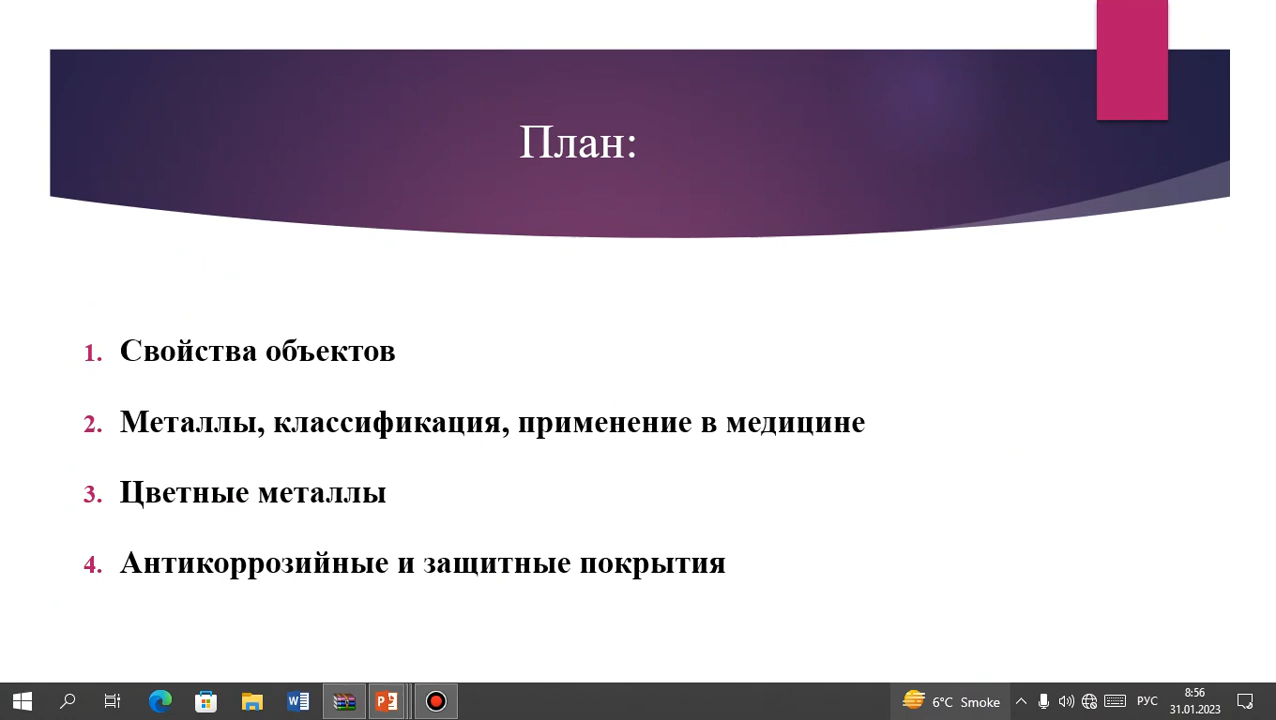 План:
1. Свойства объектов
2. Металлы, классификация, применение в медицине
3. Цветные металлы
4. Антикоррозийные и защитные покрытия
6°C Smoke
РУС
8:56
31.01.2023